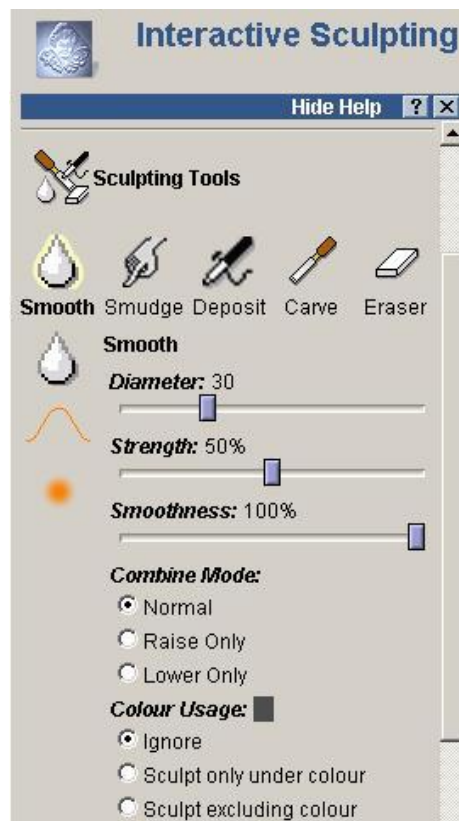 Interactive Sculpting
Hide Help ? ×
Sculpting Tools
Smooth Smudge Deposit Carve Eraser
Smooth
Diameter: 30
Strength: 50%
Smoothness: 100%
Combine Mode:
Normal
Raise Only
Lower Only
Colour Usage:
Ignore
Sculpt only under colour
Sculpt excluding colour